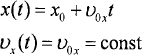 x(t) = x₀ + υ₀ₓt
υₓ(t) = υ₀ₓ = const